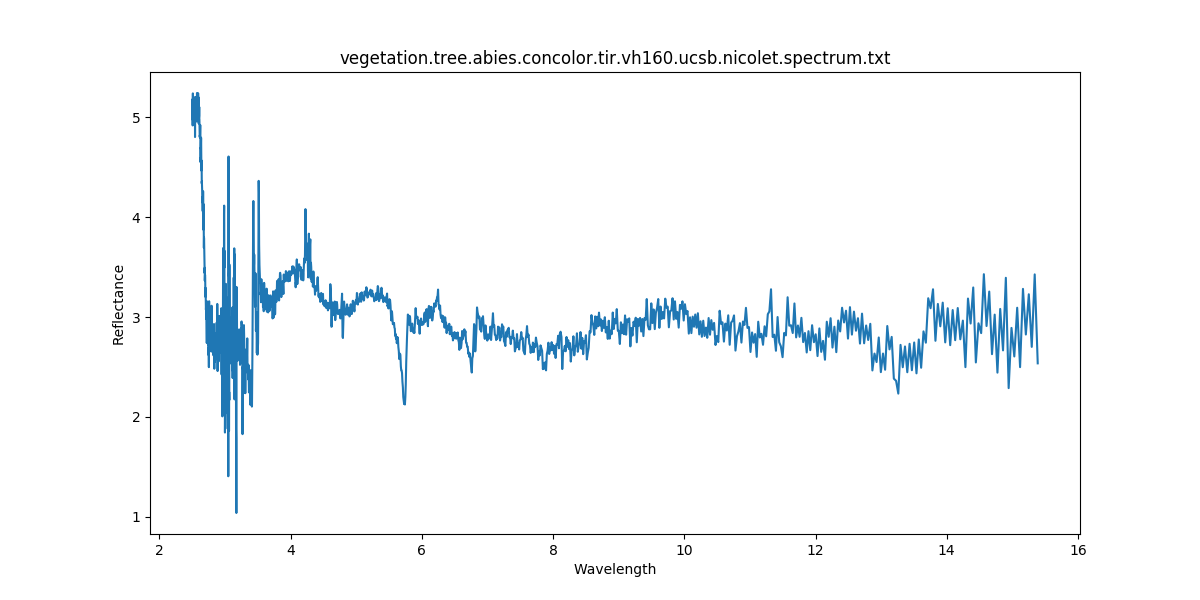 vegetation.tree.abies.concolor.tir.vh160.ucsb.nicolet.spectrum.txt
5
4
3
2
1
Reflectance
2 4 6 8 10 12 14 16
Wavelength